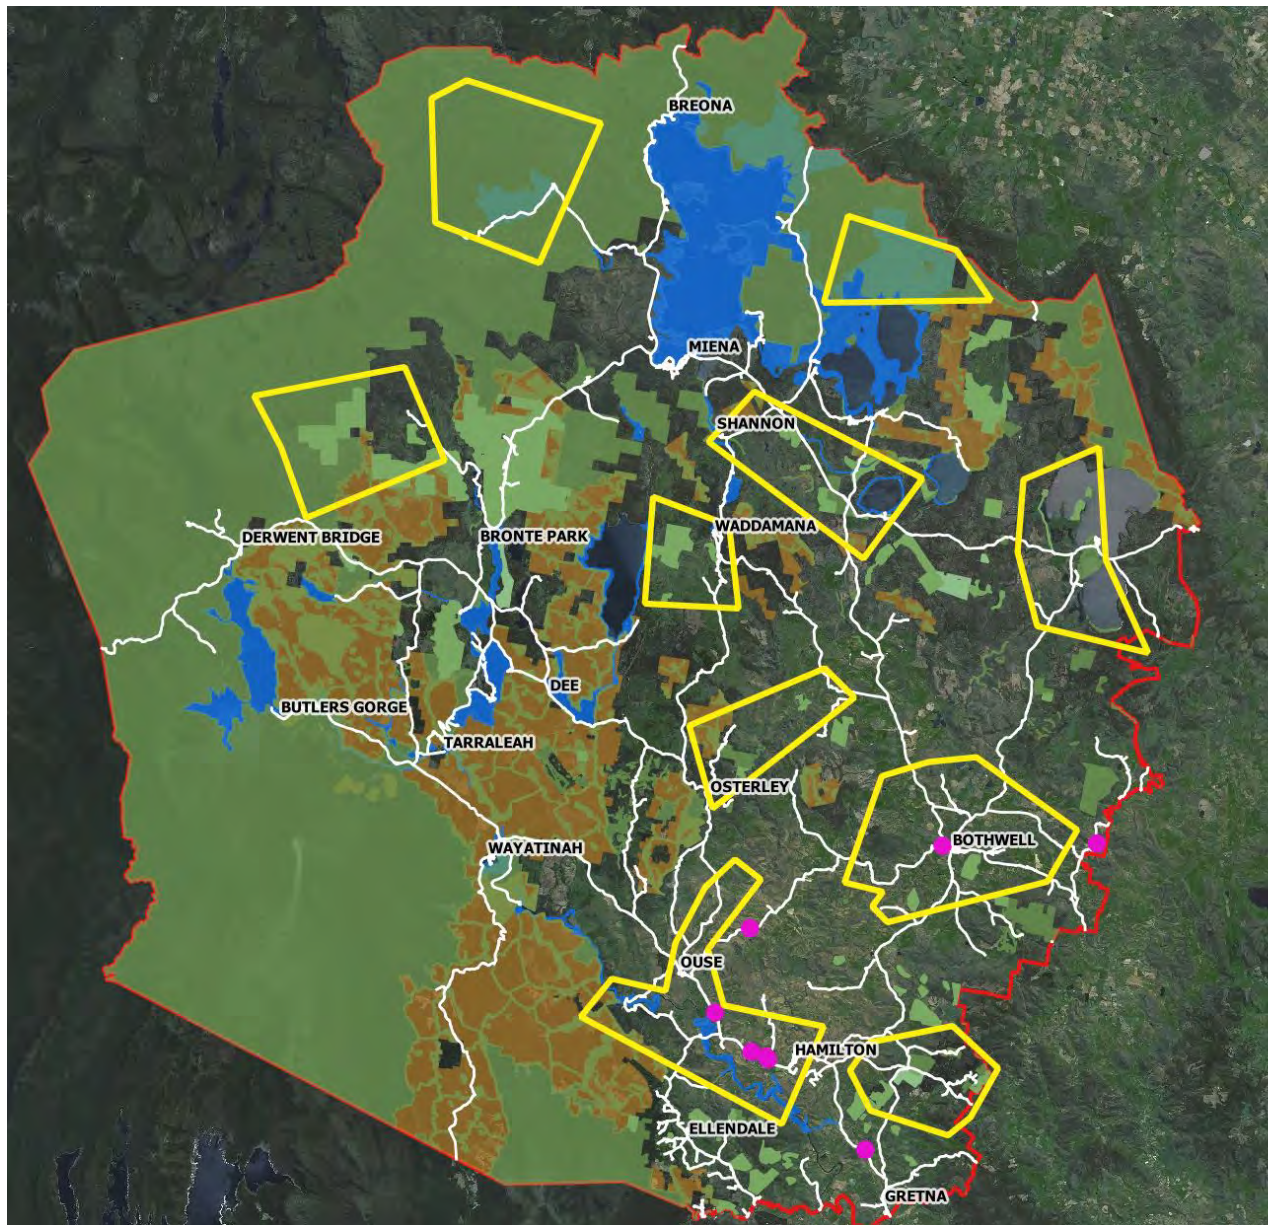 BREONA
MIENA
SHANNON
WADDAMANA
DERWENT BRIDGE
BRONTE PARK
DEE
BUTLERS GORGE
TARRALEAH
OSTERLEY
BOTHWELL
WAYATINAH
OUSE
HAMILTON
ELLENDALE
GRETNA